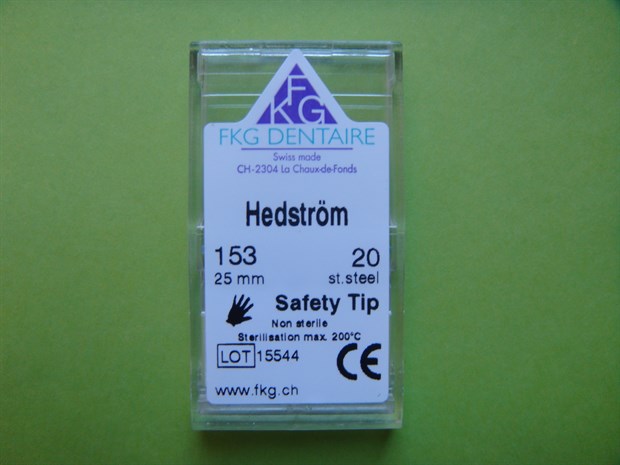 F
KG
FKG DENTAIRE
Swiss made
CH-2304 La Chaux-de-Fonds
Hedström
153 20
25 mm st.steel
Safety Tip
Non sterile
Sterilisation max. 200°C
LOT 15544 CE
www.fkg.ch